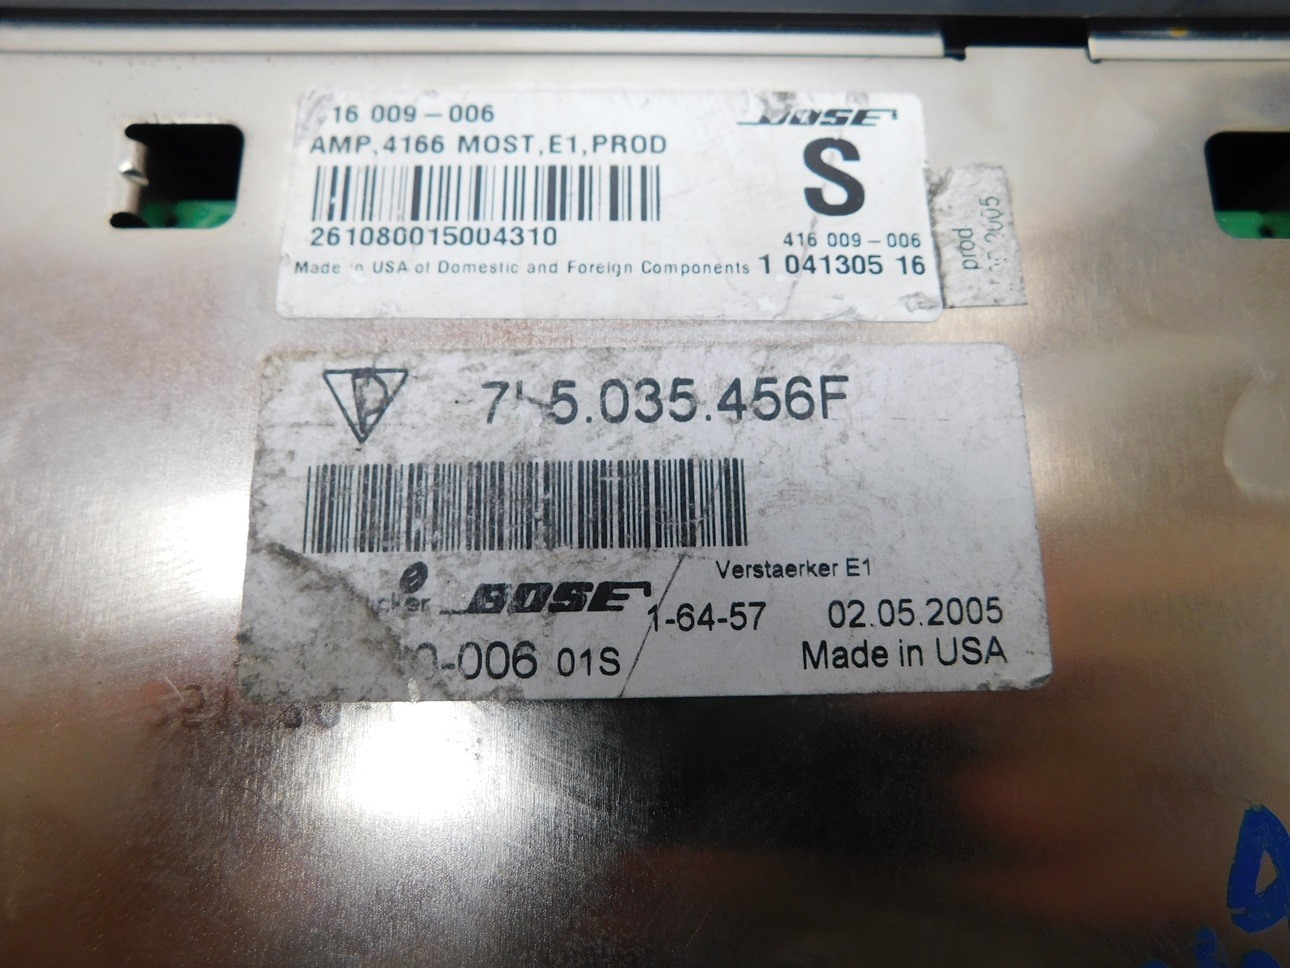 16 009-006
BOSE
AMP,4166 MOST,E1,PROD
S
261080015004310
416 009-006
Made in USA of Domestic and Foreign Components 1 041305 16
prod
2005
5.035.456F
Verstaerker E1
BOSE
1-64-57 02.05.2005
-006 01S
Made in USA